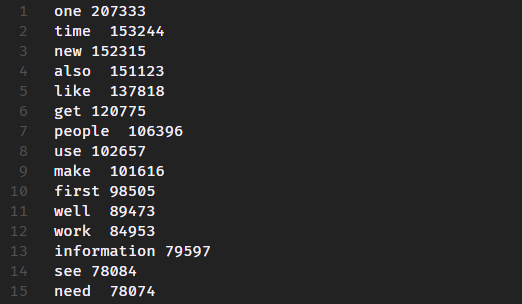 1 one 207333
2 time 153244
3 new 152315
4 also 151123
5 like 137818
6 get 120775
7 people 106396
8 use 102657
9 make 101616
10 first 98505
11 well 89473
12 work 84953
13 information 79597
14 see 78084
15 need 78074